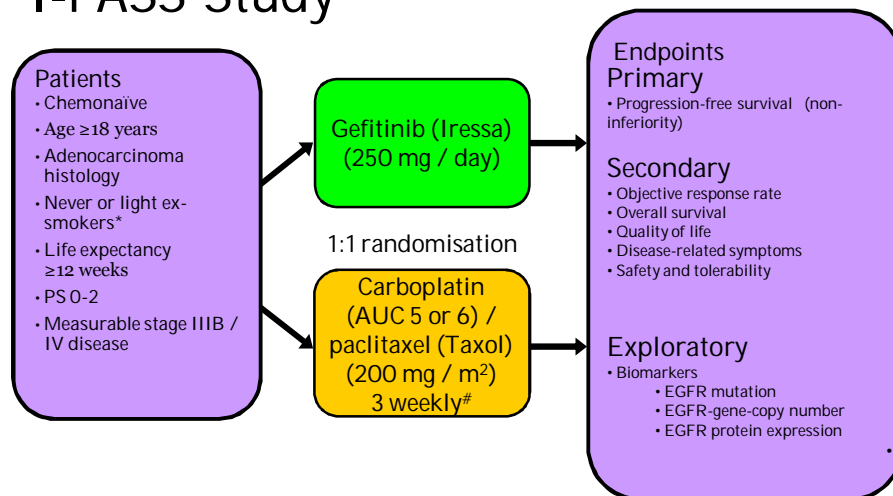 I-PASS Study
Patients
• Chemonaïve
• Age ≥18 years
• Adenocarcinoma
histology
• Never or light ex-
smokers*
• Life expectancy
≥12 weeks
• PS 0-2
• Measurable stage IIIB /
IV disease
Gefitinib (Iressa)
(250 mg / day)
1:1 randomisation
Carboplatin
(AUC 5 or 6) /
paclitaxel (Taxol)
(200 mg / m²)
3 weekly#
Endpoints
Primary
• Progression-free survival (non-
inferiority)
Secondary
• Objective response rate
• Overall survival
• Quality of life
• Disease-related symptoms
• Safety and tolerability
Exploratory
• Biomarkers
• EGFR mutation
• EGFR-gene-copy number
• EGFR protein expression
•